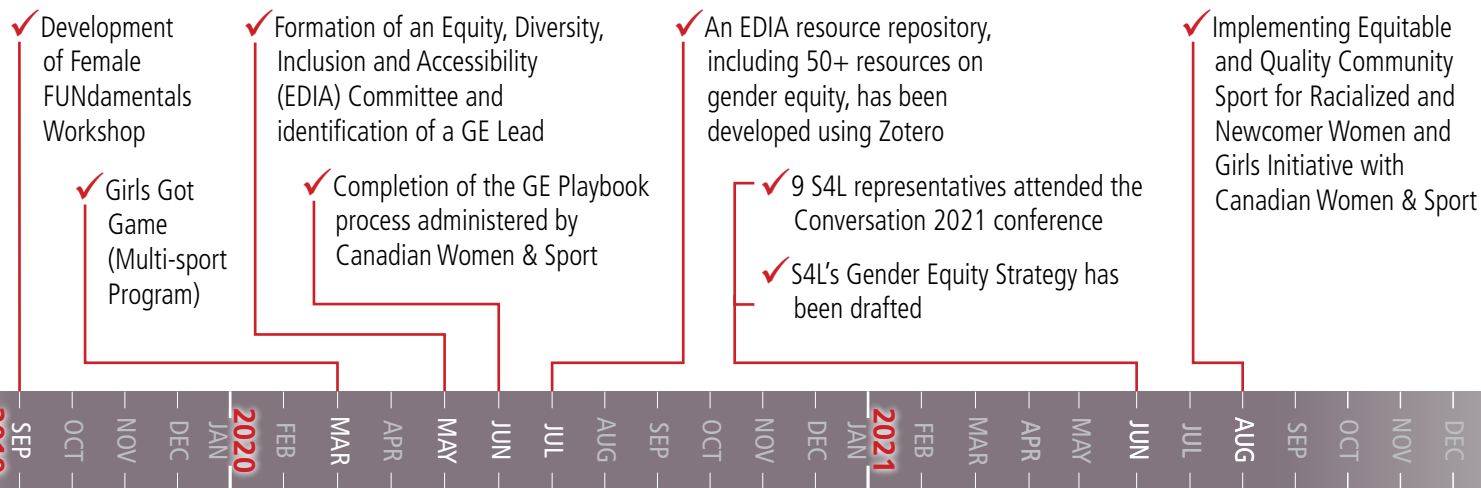 ✓ Development
of Female
FUNdamentals
Workshop
✓ Girls Got
Game
(Multi-sport
Program)
✓ Formation of an Equity, Diversity,
Inclusion and Accessibility
(EDIA) Committee and
identification of a GE Lead
✓ Completion of the GE Playbook
process administered by
Canadian Women & Sport
✓ An EDIA resource repository,
including 50+ resources on
gender equity, has been
developed using Zotero
✓ 9 S4L representatives attended the
Conversation 2021 conference
✓ S4L’s Gender Equity Strategy has
been drafted
✓ Implementing Equitable
and Quality Community
Sport for Racialized and
Newcomer Women and
Girls Initiative with
Canadian Women & Sport
SEP
OCT
NOV
DEC
JAN
2020
FEB
MAR
APR
MAY
JUN
JUL
AUG
SEP
OCT
NOV
DEC
JAN
2021
FEB
MAR
APR
MAY
JUN
JUL
AUG
SEP
OCT
NOV
DEC